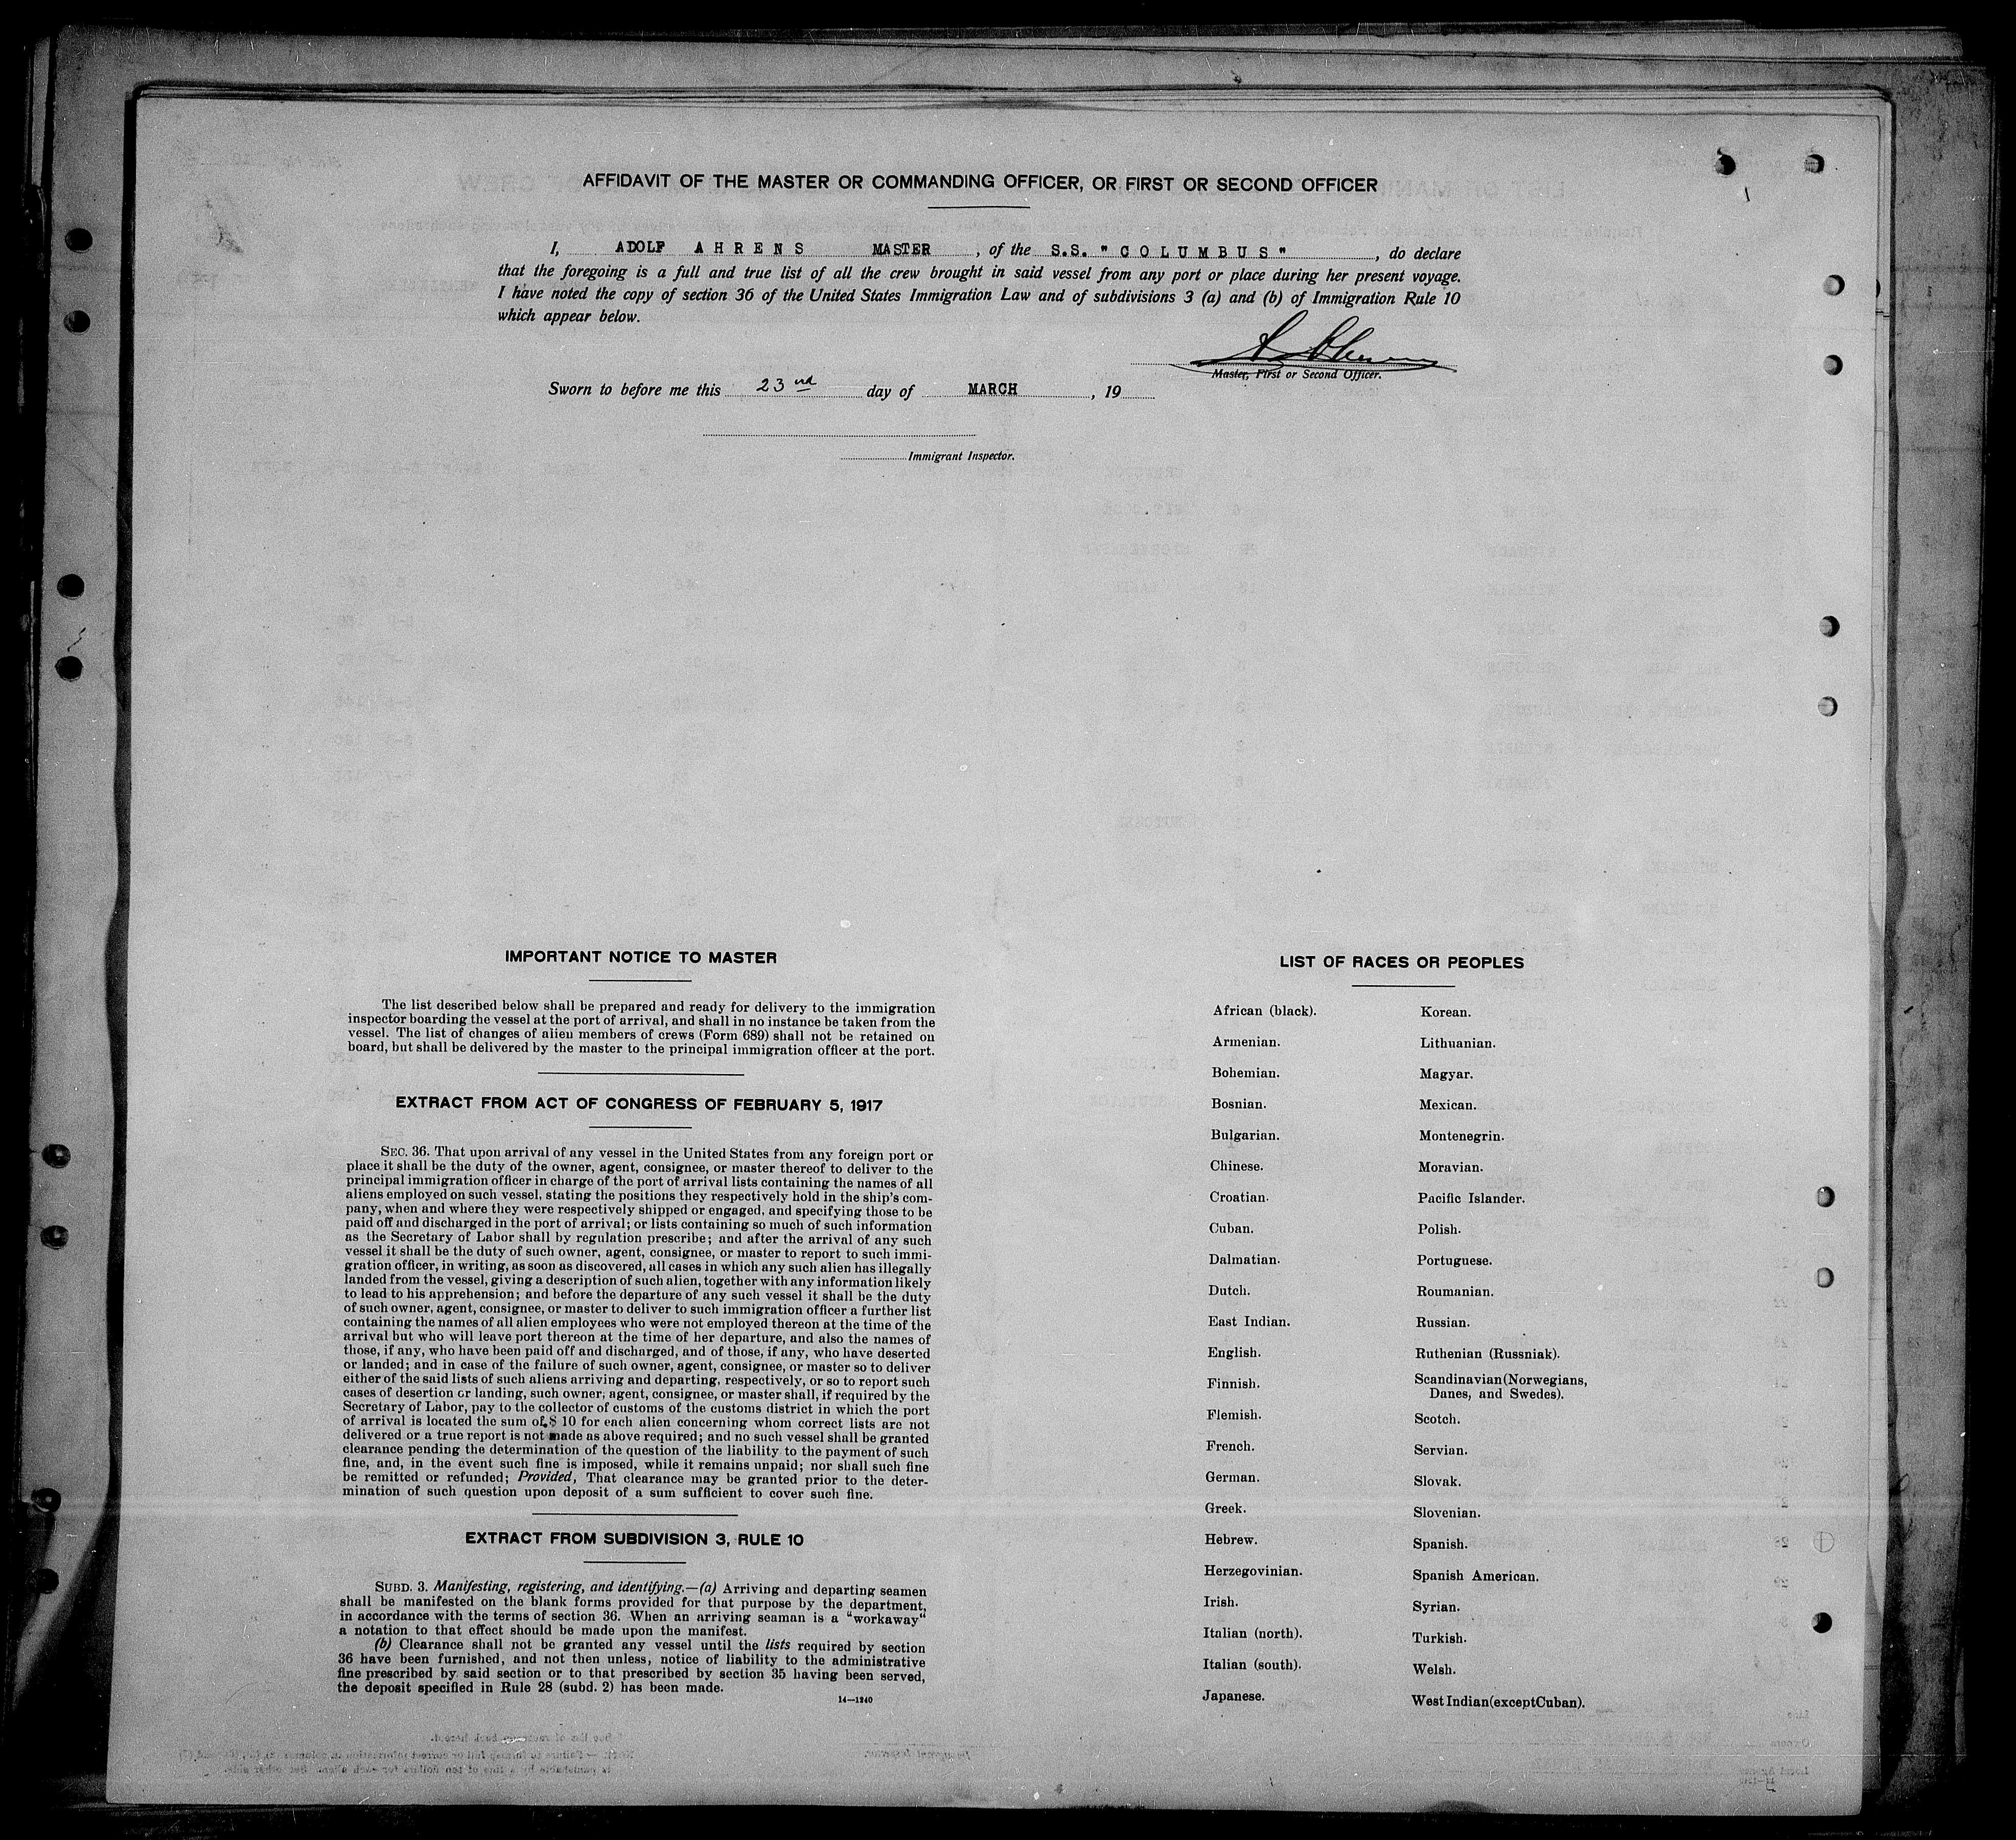 AFFIDAVIT OF THE MASTER OR COMMANDING OFFICER, OR FIRST OR SECOND OFFICER
I, ADOLF AHRENS MASTER, of the S.S. "COLUMBUS", do declare
that the foregoing is a full and true list of all the crew brought in said vessel from any port or place during her present voyage.
I have noted the copy of section 36 of the United States Immigration Law and of subdivisions 3 (a) and (b) of Immigration Rule 10
which appear below.
A. Ahrens
Master, First or Second Officer.
Sworn to before me this 23rd day of MARCH, 19
Immigrant Inspector.
IMPORTANT NOTICE TO MASTER
The list described below shall be prepared and ready for delivery to the immigration
inspector boarding the vessel at the port of arrival, and shall in no instance be taken from the
vessel. The list of changes of alien members of crews (Form 689) shall not be retained on
board, but shall be delivered by the master to the principal immigration officer at the port.
EXTRACT FROM ACT OF CONGRESS OF FEBRUARY 5, 1917
SEC. 36. That upon arrival of any vessel in the United States from any foreign port or
place it shall be the duty of the owner, agent, consignee, or master thereof to deliver to the
principal immigration officer in charge of the port of arrival lists containing the names of all
aliens employed on such vessel, stating the positions they respectively hold in the ship's com-
pany, when and where they were respectively shipped or engaged, and specifying those to be
paid off and discharged in the port of arrival; or lists containing so much of such information
as the Secretary of Labor shall by regulation prescribe; and after the arrival of any such
vessel it shall be the duty of such owner, agent, consignee, or master to report to such immi-
gration officer, in writing, as soon as discovered, all cases in which any such alien has illegally
landed from the vessel, giving a description of such alien, together with any information likely
to lead to his apprehension; and before the departure of any such vessel it shall be the duty
of such owner, agent, consignee, or master to deliver to such immigration officer a further list
containing the names of all alien employees who were not employed thereon at the time of the
arrival but who will leave port thereon at the time of her departure, and also the names of
those, if any, who have been paid off and discharged, and of those, if any, who have deserted
or landed; and in case of the failure of such owner, agent, consignee, or master so to deliver
either of the said lists of such aliens arriving and departing, respectively, or so to report such
cases of desertion or landing, such owner, agent, consignee, or master shall, if required by the
Secretary of Labor, pay to the collector of customs of the customs district in which the port
of arrival is located the sum of $ 10 for each alien concerning whom correct lists are not
delivered or a true report is not made as above required; and no such vessel shall be granted
clearance pending the determination of the question of the liability to the payment of such
fine, and, in the event such fine is imposed, while it remains unpaid; nor shall such fine
be remitted or refunded; Provided, That clearance may be granted prior to the deter-
mination of such question upon deposit of a sum sufficient to cover such fine.
EXTRACT FROM SUBDIVISION 3, RULE 10
SUBD. 3. Manifesting, registering, and identifying.—(a) Arriving and departing seamen
shall be manifested on the blank forms provided for that purpose by the department,
in accordance with the terms of section 36. When an arriving seaman is a "workaway"
a notation to that effect should be made upon the manifest.
(b) Clearance shall not be granted any vessel until the lists required by section
36 have been furnished, and not then unless, notice of liability to the administrative
fine prescribed by said section or to that prescribed by section 35 having been served,
the deposit specified in Rule 28 (subd. 2) has been made.
14—1240
LIST OF RACES OR PEOPLES
African (black).
Armenian.
Bohemian.
Bosnian.
Bulgarian.
Chinese.
Croatian.
Cuban.
Dalmatian.
Dutch.
East Indian.
English.
Finnish.
Flemish.
French.
German.
Greek.
Hebrew.
Herzegovinian.
Irish.
Italian (north).
Italian (south).
Japanese.
Korean.
Lithuanian.
Magyar.
Mexican.
Montenegrin.
Moravian.
Pacific Islander.
Polish.
Portuguese.
Roumanian.
Russian.
Ruthenian (Russniak).
Scandinavian (Norwegians,
Danes, and Swedes).
Scotch.
Servian.
Slovak.
Slovenian.
Spanish.
Spanish American.
Syrian.
Turkish.
Welsh.
West Indian (except Cuban).